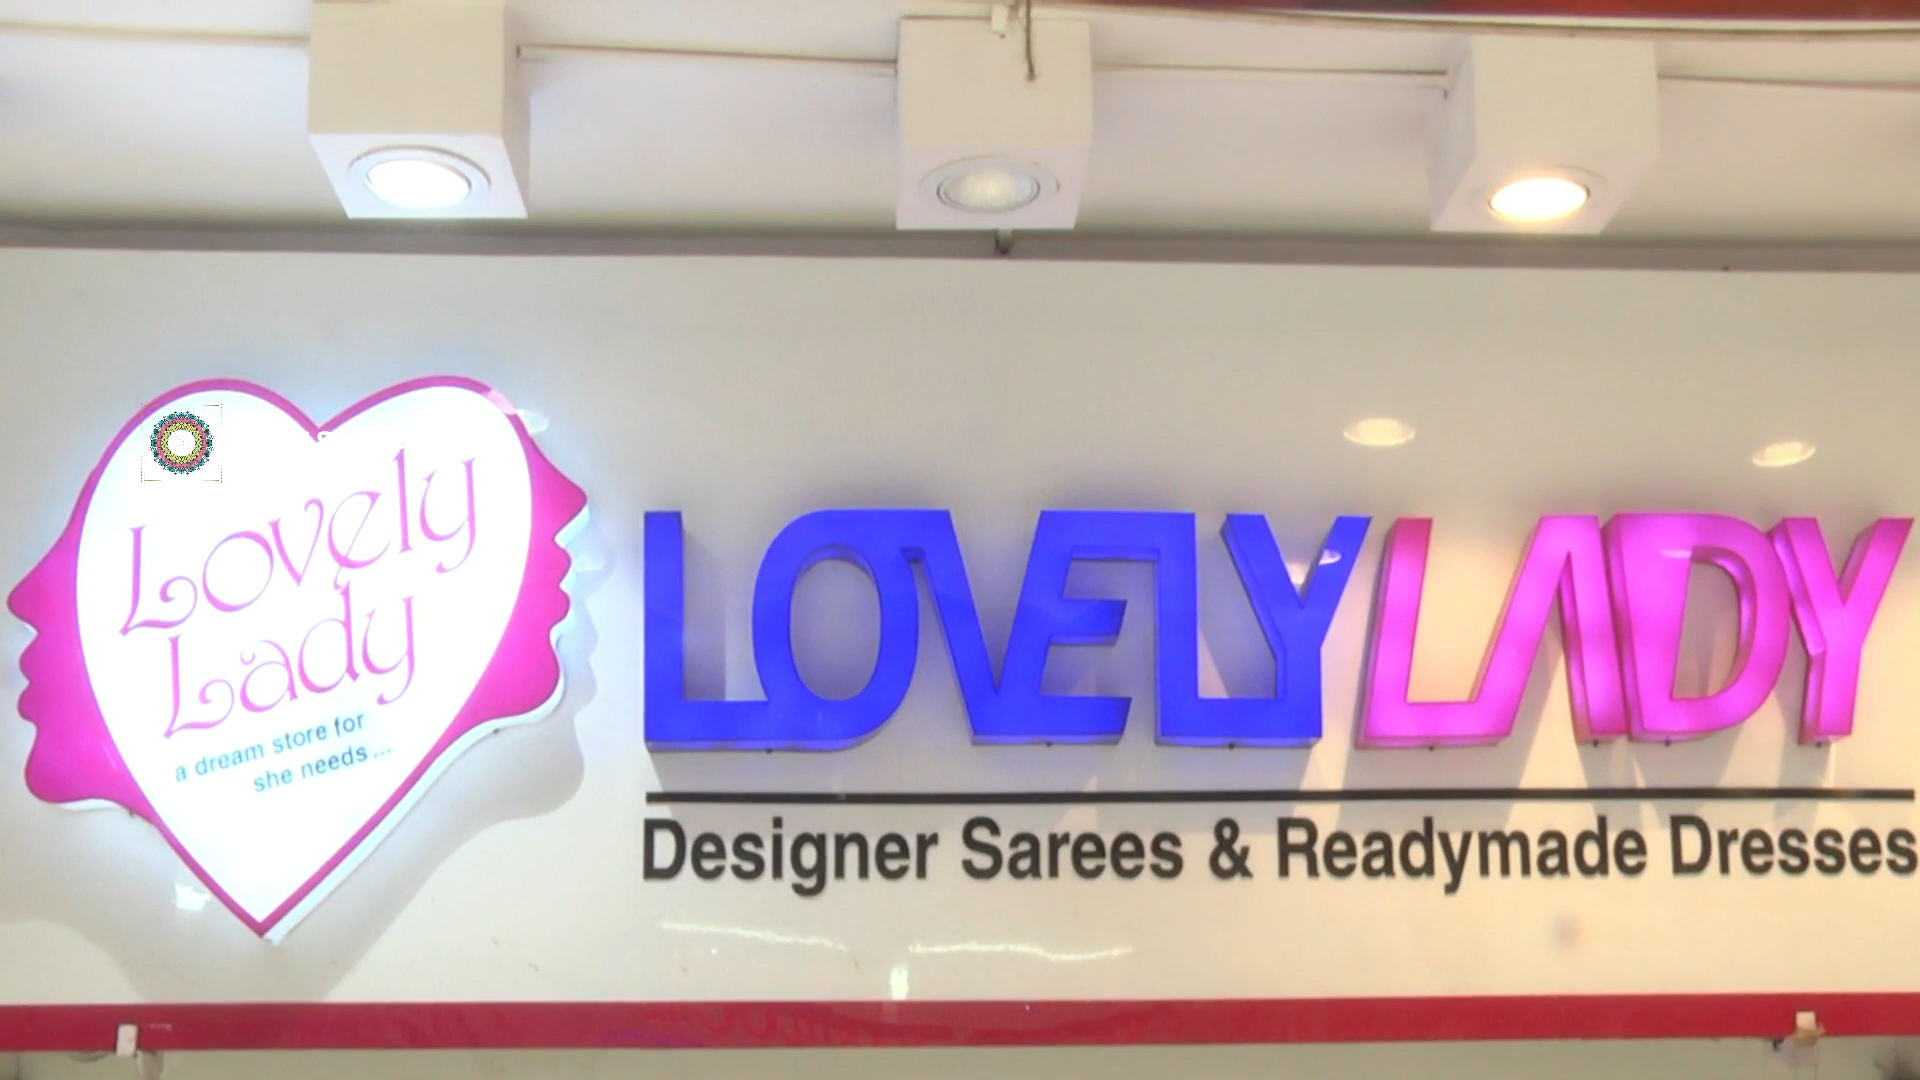 Lovely
Lady
a dream store for
she needs...
LOVELY LADY
Designer Sarees & Readymade Dresses